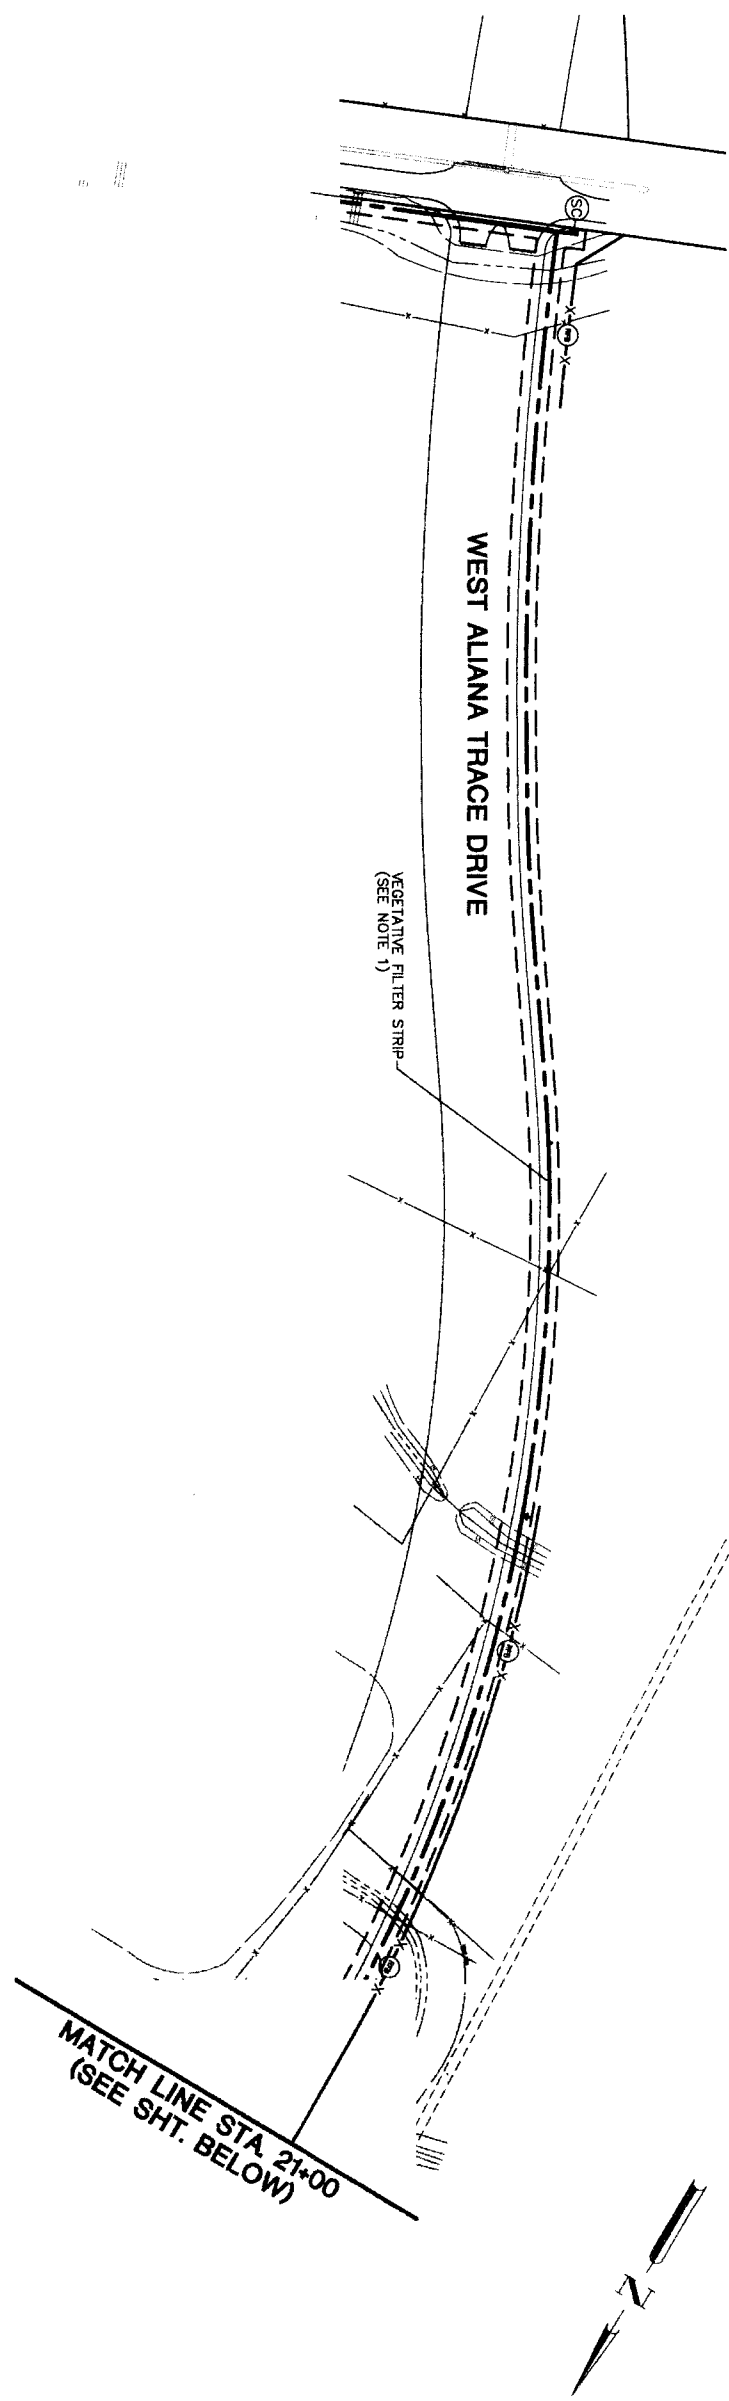 SC
WEST ALIANA TRACE DRIVE
VEGETATIVE FILTER STRIP
(SEE NOTE 1)
MATCH LINE STA. 21+00
(SEE SHT. BELOW)
N